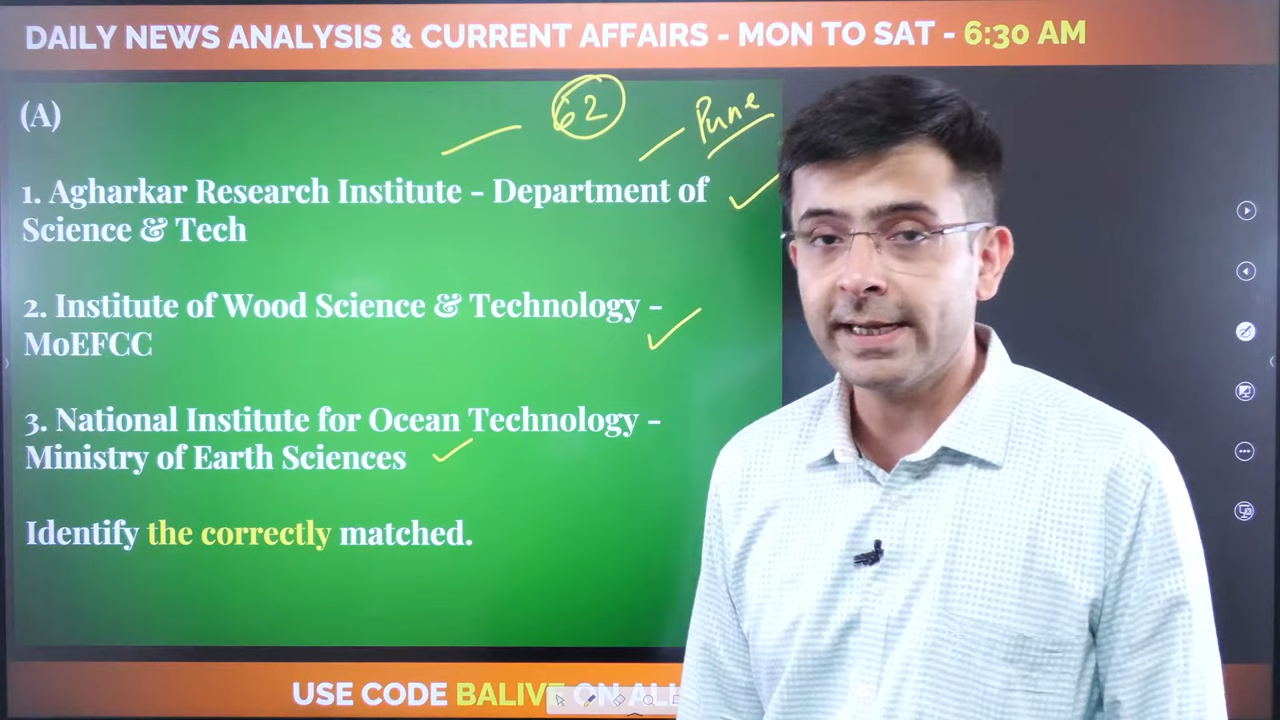 DAILY NEWS ANALYSIS & CURRENT AFFAIRS - MON TO SAT - 6:30 AM
(A)
62
Pune
1. Agharkar Research Institute - Department of
Science & Tech
2. Institute of Wood Science & Technology -
MoEFCC
3. National Institute for Ocean Technology -
Ministry of Earth Sciences
Identify the correctly matched.
USE CODE BALIVE ON ALL